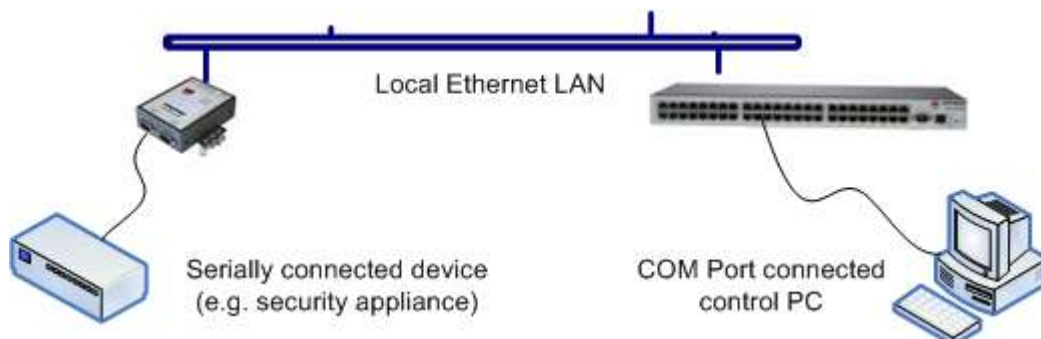 Local Ethernet LAN
Serially connected device
(e.g. security appliance)
COM Port connected
control PC